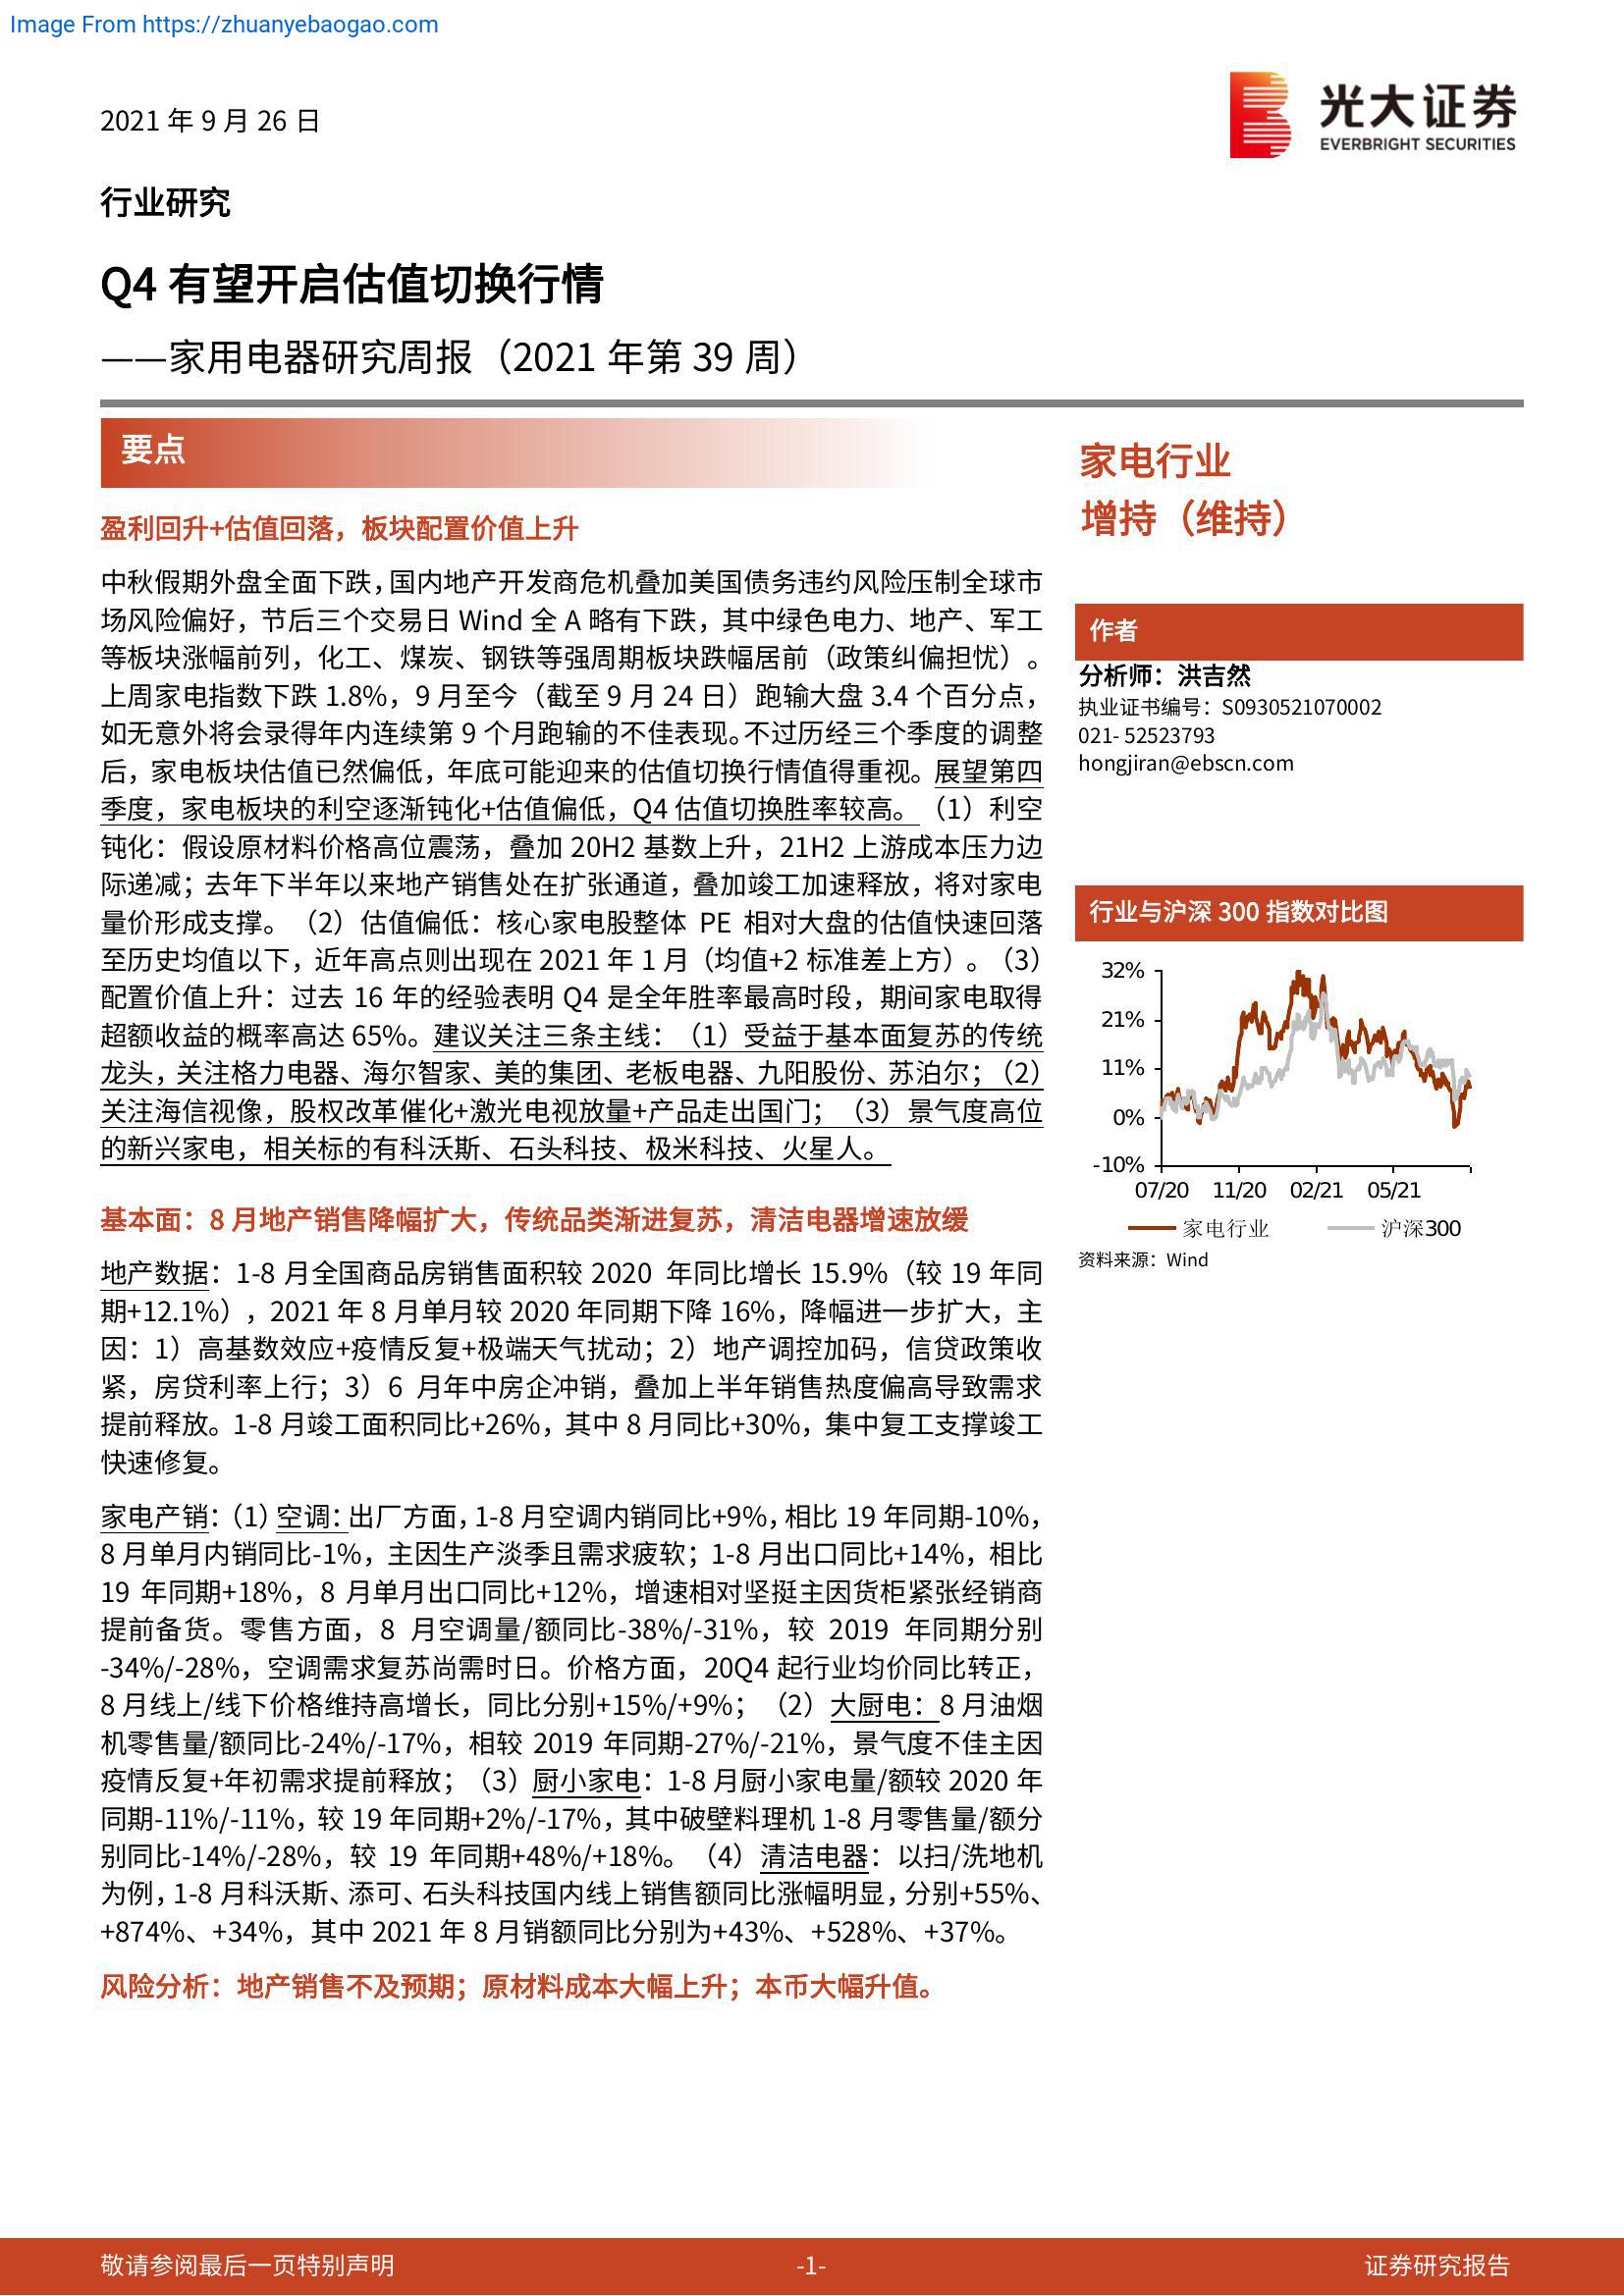 Image From https://zhuanyebaogao.com
2021 年 9 月 26 日
光大证券
EVERBRIGHT SECURITIES
行业研究
Q4 有望开启估值切换行情
——家用电器研究周报（2021 年第 39 周）
要点
盈利回升+估值回落，板块配置价值上升
中秋假期外盘全面下跌，国内地产开发商危机叠加美国债务违约风险压制全球市
场风险偏好，节后三个交易日 Wind 全 A 略有下跌，其中绿色电力、地产、军工
等板块涨幅前列，化工、煤炭、钢铁等强周期板块跌幅居前（政策纠偏担忧）。
上周家电指数下跌 1.8%，9 月至今（截至 9 月 24 日）跑输大盘 3.4 个百分点，
如无意外将会录得年内连续第 9 个月跑输的不佳表现。不过历经三个季度的调整
后，家电板块估值已然偏低，年底可能迎来的估值切换行情值得重视。展望第四
季度，家电板块的利空逐渐钝化+估值偏低，Q4 估值切换胜率较高。（1）利空
钝化：假设原材料价格高位震荡，叠加 20H2 基数上升，21H2 上游成本压力边
际递减；去年下半年以来地产销售处在扩张通道，叠加竣工加速释放，将对家电
量价形成支撑。（2）估值偏低：核心家电股整体 PE 相对大盘的估值快速回落
至历史均值以下，近年高点则出现在 2021 年 1 月（均值+2 标准差上方）。（3）
配置价值上升：过去 16 年的经验表明 Q4 是全年胜率最高时段，期间家电取得
超额收益的概率高达 65%。建议关注三条主线：（1）受益于基本面复苏的传统
龙头，关注格力电器、海尔智家、美的集团、老板电器、九阳股份、苏泊尔；（2）
关注海信视像，股权改革催化+激光电视放量+产品走出国门；（3）景气度高位
的新兴家电，相关标的有科沃斯、石头科技、极米科技、火星人。
基本面：8 月地产销售降幅扩大，传统品类渐进复苏，清洁电器增速放缓
地产数据：1-8 月全国商品房销售面积较 2020 年同比增长 15.9%（较 19 年同
期+12.1%），2021 年 8 月单月较 2020 年同期下降 16%，降幅进一步扩大，主
因：1）高基数效应+疫情反复+极端天气扰动；2）地产调控加码，信贷政策收
紧，房贷利率上行；3）6 月年中房企冲销，叠加上半年销售热度偏高导致需求
提前释放。1-8 月竣工面积同比+26%，其中 8 月同比+30%，集中复工支撑竣工
快速修复。
家电产销：（1）空调：出厂方面，1-8 月空调内销同比+9%，相比 19 年同期-10%，
8 月单月内销同比-1%，主因生产淡季且需求疲软；1-8 月出口同比+14%，相比
19 年同期+18%，8 月单月出口同比+12%，增速相对坚挺主因货柜紧张经销商
提前备货。零售方面，8 月空调量/额同比-38%/-31%，较 2019 年同期分别
-34%/-28%，空调需求复苏尚需时日。价格方面，20Q4 起行业均价同比转正，
8 月线上/线下价格维持高增长，同比分别+15%/+9%；（2）大厨电：8 月油烟
机零售量/额同比-24%/-17%，相较 2019 年同期-27%/-21%，景气度不佳主因
疫情反复+年初需求提前释放；（3）厨小家电：1-8 月厨小家电量/额较 2020 年
同期-11%/-11%，较 19 年同期+2%/-17%，其中破壁料理机 1-8 月零售量/额分
别同比-14%/-28%，较 19 年同期+48%/+18%。（4）清洁电器：以扫/洗地机
为例，1-8 月科沃斯、添可、石头科技国内线上销售额同比涨幅明显，分别+55%、
+874%、+34%，其中 2021 年 8 月销额同比分别为+43%、+528%、+37%。
风险分析：地产销售不及预期；原材料成本大幅上升；本币大幅升值。
家电行业
增持（维持）
作者
分析师：洪吉然
执业证书编号：S0930521070002
021- 52523793
hongjiran@ebscn.com
行业与沪深 300 指数对比图
32%
21%
11%
0%
-10%
07/20 11/20 02/21 05/21
家电行业 沪深300
资料来源：Wind
敬请参阅最后一页特别声明 -1- 证券研究报告